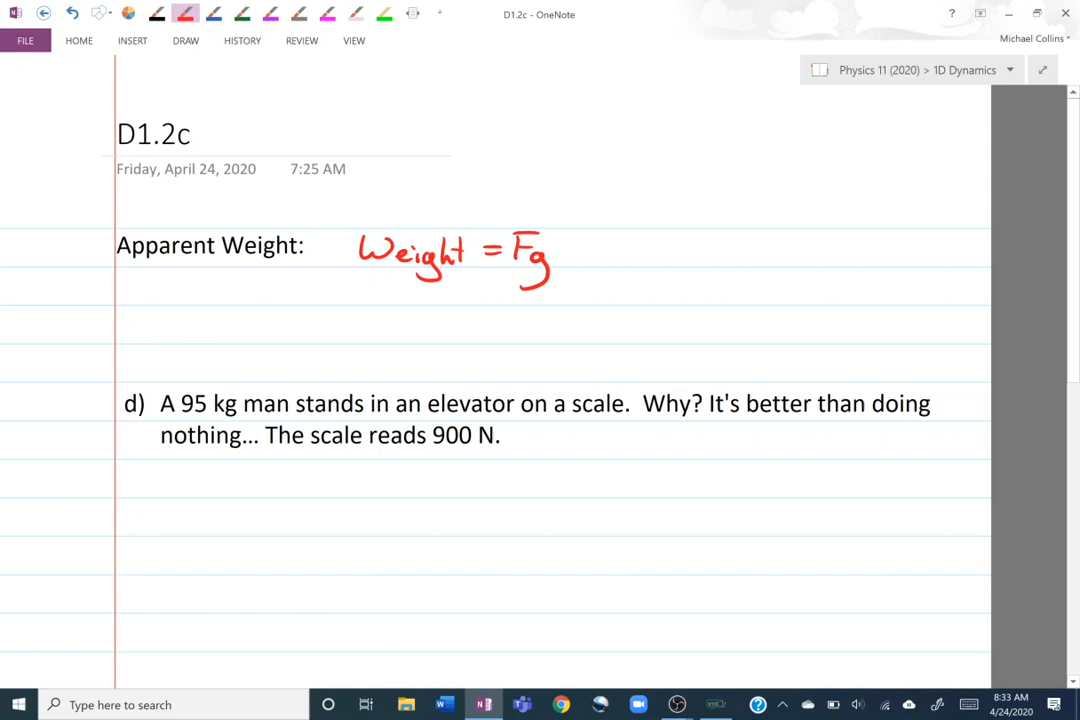 D1.2c - OneNote
?
FILE HOME INSERT DRAW HISTORY REVIEW VIEW
Michael Collins
Physics 11 (2020) > 1D Dynamics
D1.2c
Friday, April 24, 2020 7:25 AM
Apparent Weight: Weight = Fg
d) A 95 kg man stands in an elevator on a scale. Why? It's better than doing
nothing... The scale reads 900 N.
Type here to search
8:33 AM
4/24/2020